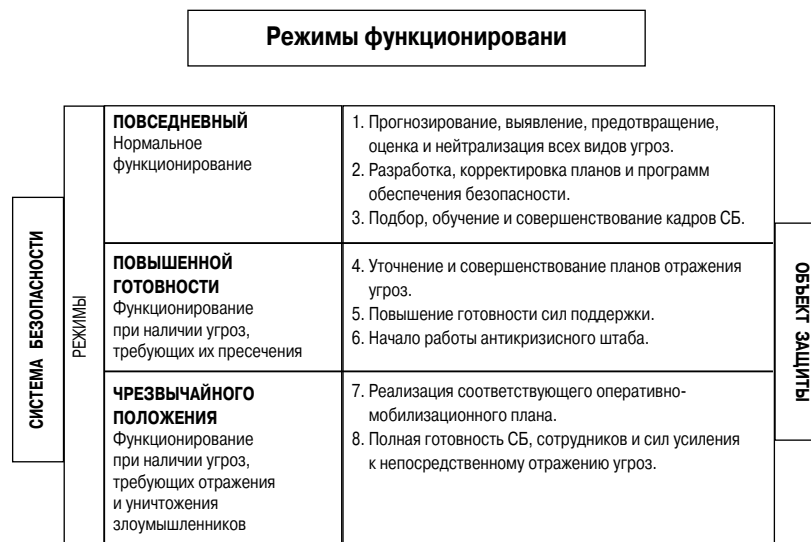 Режимы функционировани
СИСТЕМА БЕЗОПАСНОСТИ
РЕЖИМЫ
ПОВСЕДНЕВНЫЙ
Нормальное
функционирование
1. Прогнозирование, выявление, предотвращение,
оценка и нейтрализация всех видов угроз.
2. Разработка, корректировка планов и программ
обеспечения безопасности.
3. Подбор, обучение и совершенствование кадров СБ.
ПОВЫШЕННОЙ
ГОТОВНОСТИ
Функционирование
при наличии угроз,
требующих их пресечения
4. Уточнение и совершенствование планов отражения
угроз.
5. Повышение готовности сил поддержки.
6. Начало работы антикризисного штаба.
ЧРЕЗВЫЧАЙНОГО
ПОЛОЖЕНИЯ
Функционирование
при наличии угроз,
требующих отражения
и уничтожения
злоумышленников
7. Реализация соответствующего оперативно-
мобилизационного плана.
8. Полная готовность СБ, сотрудников и сил усиления
к непосредственному отражению угроз.
ОБЪЕКТ ЗАЩИТЫ